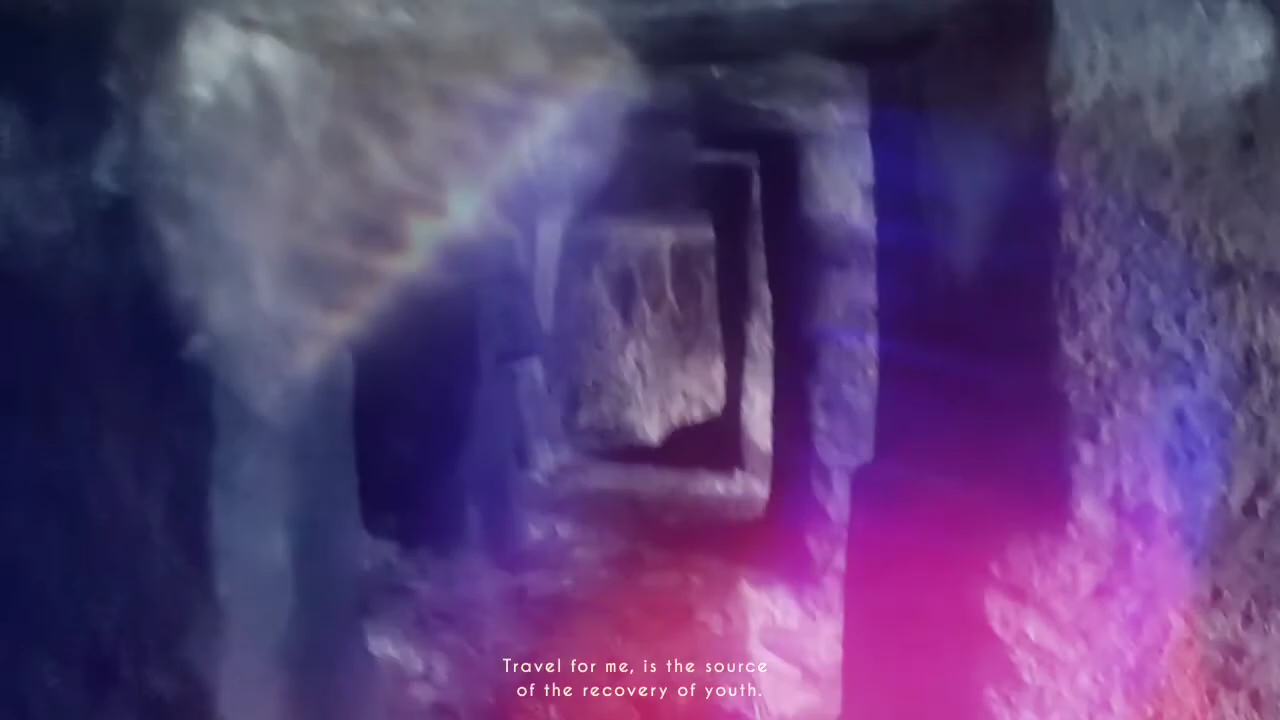 Travel for me, is the source
of the recovery of youth.